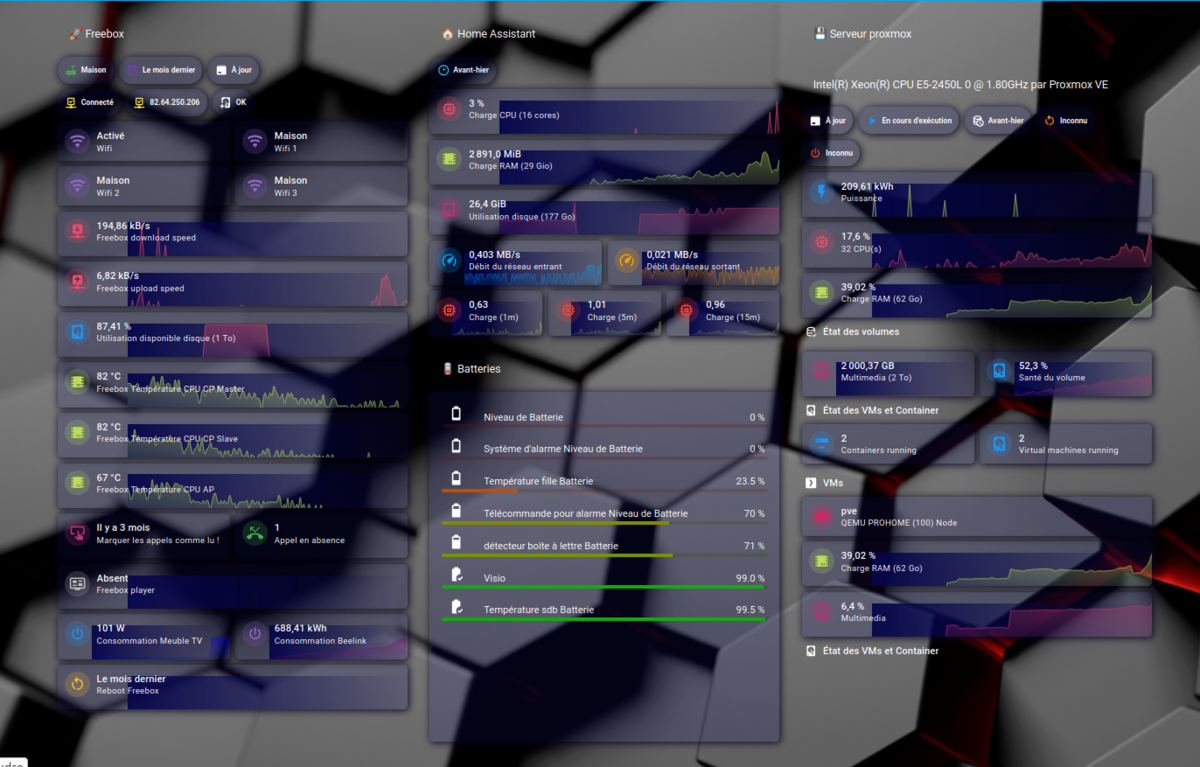 Freebox
Maison
Le mois dernier
À jour
Connecté
82.64.250.206
OK
Activé
Wifi
Maison
Wifi 1
Maison
Wifi 2
Maison
Wifi 3
194,86 kB/s
Freebox download speed
6,82 kB/s
Freebox upload speed
87,41 %
Utilisation disponible disque (1 To)
82 °C
Freebox Température CPU CP Master
82 °C
Freebox Température CPU CP Slave
67 °C
Freebox Température CPU AP
Il y a 3 mois
Marquer les appels comme lu !
1
Appel en absence
Absent
Freebox player
101 W
Consommation Meuble TV
688,41 kWh
Consommation Beelink
Le mois dernier
Reboot Freebox
Home Assistant
Avant-hier
3 %
Charge CPU (16 cores)
2 891,0 MiB
Charge RAM (29 Gio)
26,4 GiB
Utilisation disque (177 Go)
0,403 MB/s
Débit du réseau entrant
0,021 MB/s
Débit du réseau sortant
0,63
Charge (1m)
1,01
Charge (5m)
0,96
Charge (15m)
Batteries
Niveau de Batterie 0 %
Système d'alarme Niveau de Batterie 0 %
Température fille Batterie 23.5 %
Télécommande pour alarme Niveau de Batterie 70 %
détecteur boite à lettre Batterie 71 %
Visio 99.0 %
Température sdb Batterie 99.5 %
Serveur proxmox
Intel(R) Xeon(R) CPU E5-2450L 0 @ 1.80GHz par Proxmox VE
À jour
En cours d'exécution
Avant-hier
Inconnu
Inconnu
209,61 kWh
Puissance
17,6 %
32 CPU(s)
39,02 %
Charge RAM (62 Go)
État des volumes
2 000,37 GB
Multimedia (2 To)
52,3 %
Santé du volume
État des VMs et Container
2
Containers running
2
Virtual machines running
VMs
pve
QEMU PROHOME (100) Node
39,02 %
Charge RAM (62 Go)
6,4 %
Multimedia
État des VMs et Container